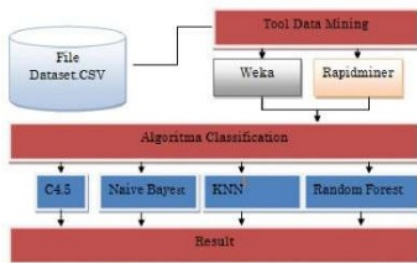 Tool Data Mining
File
Dataset.CSV
Weka
Rapidminer
Algoritma Classification
C4.5
Naive Bayest
KNN
Random Forest
Result